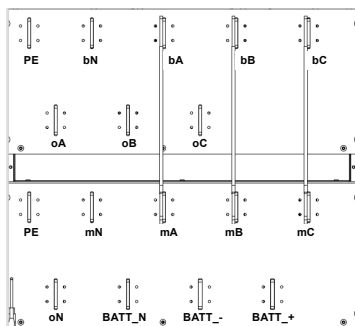 PE bN bA bB bC
oA oB oC
PE mN mA mB mC
oN BATT_N BATT_- BATT_+